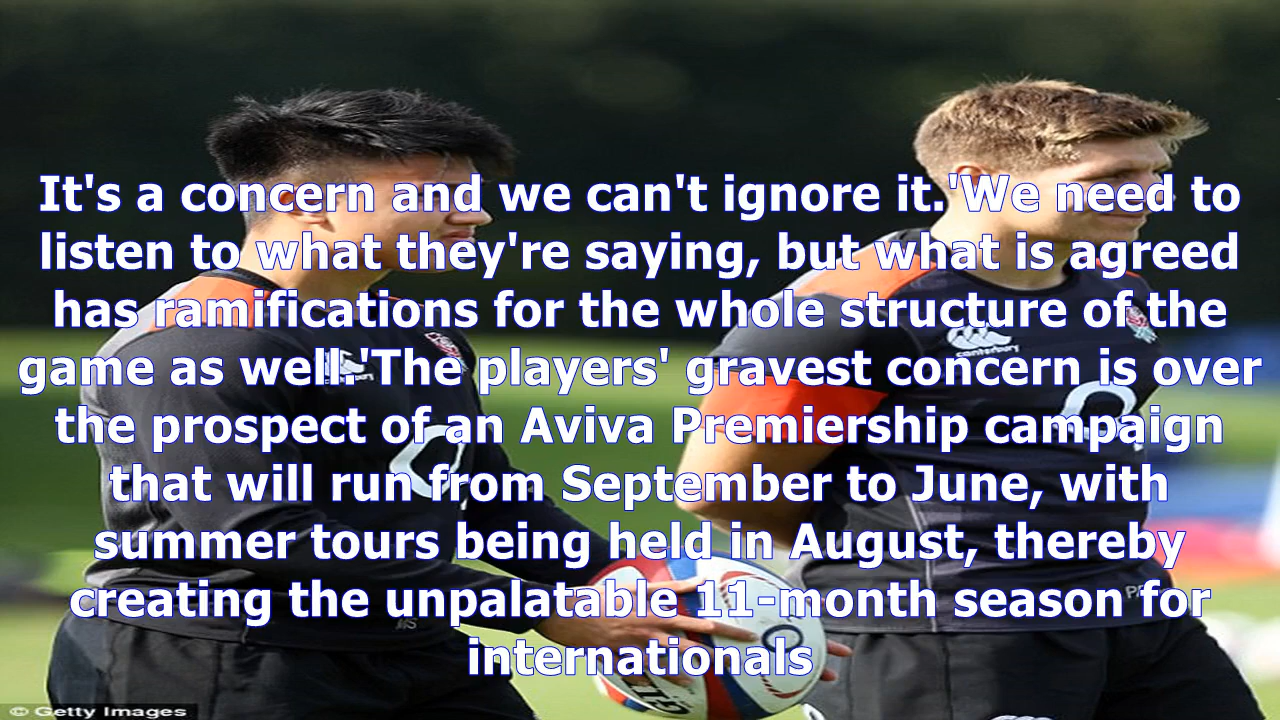 It's a concern and we can't ignore it.'We need to
listen to what they're saying, but what is agreed
has ramifications for the whole structure of the
game as well.'The players' gravest concern is over
the prospect of an Aviva Premiership campaign
that will run from September to June, with
summer tours being held in August, thereby
creating the unpalatable 11-month season for
internationals
canterbury
MS
© Getty Images